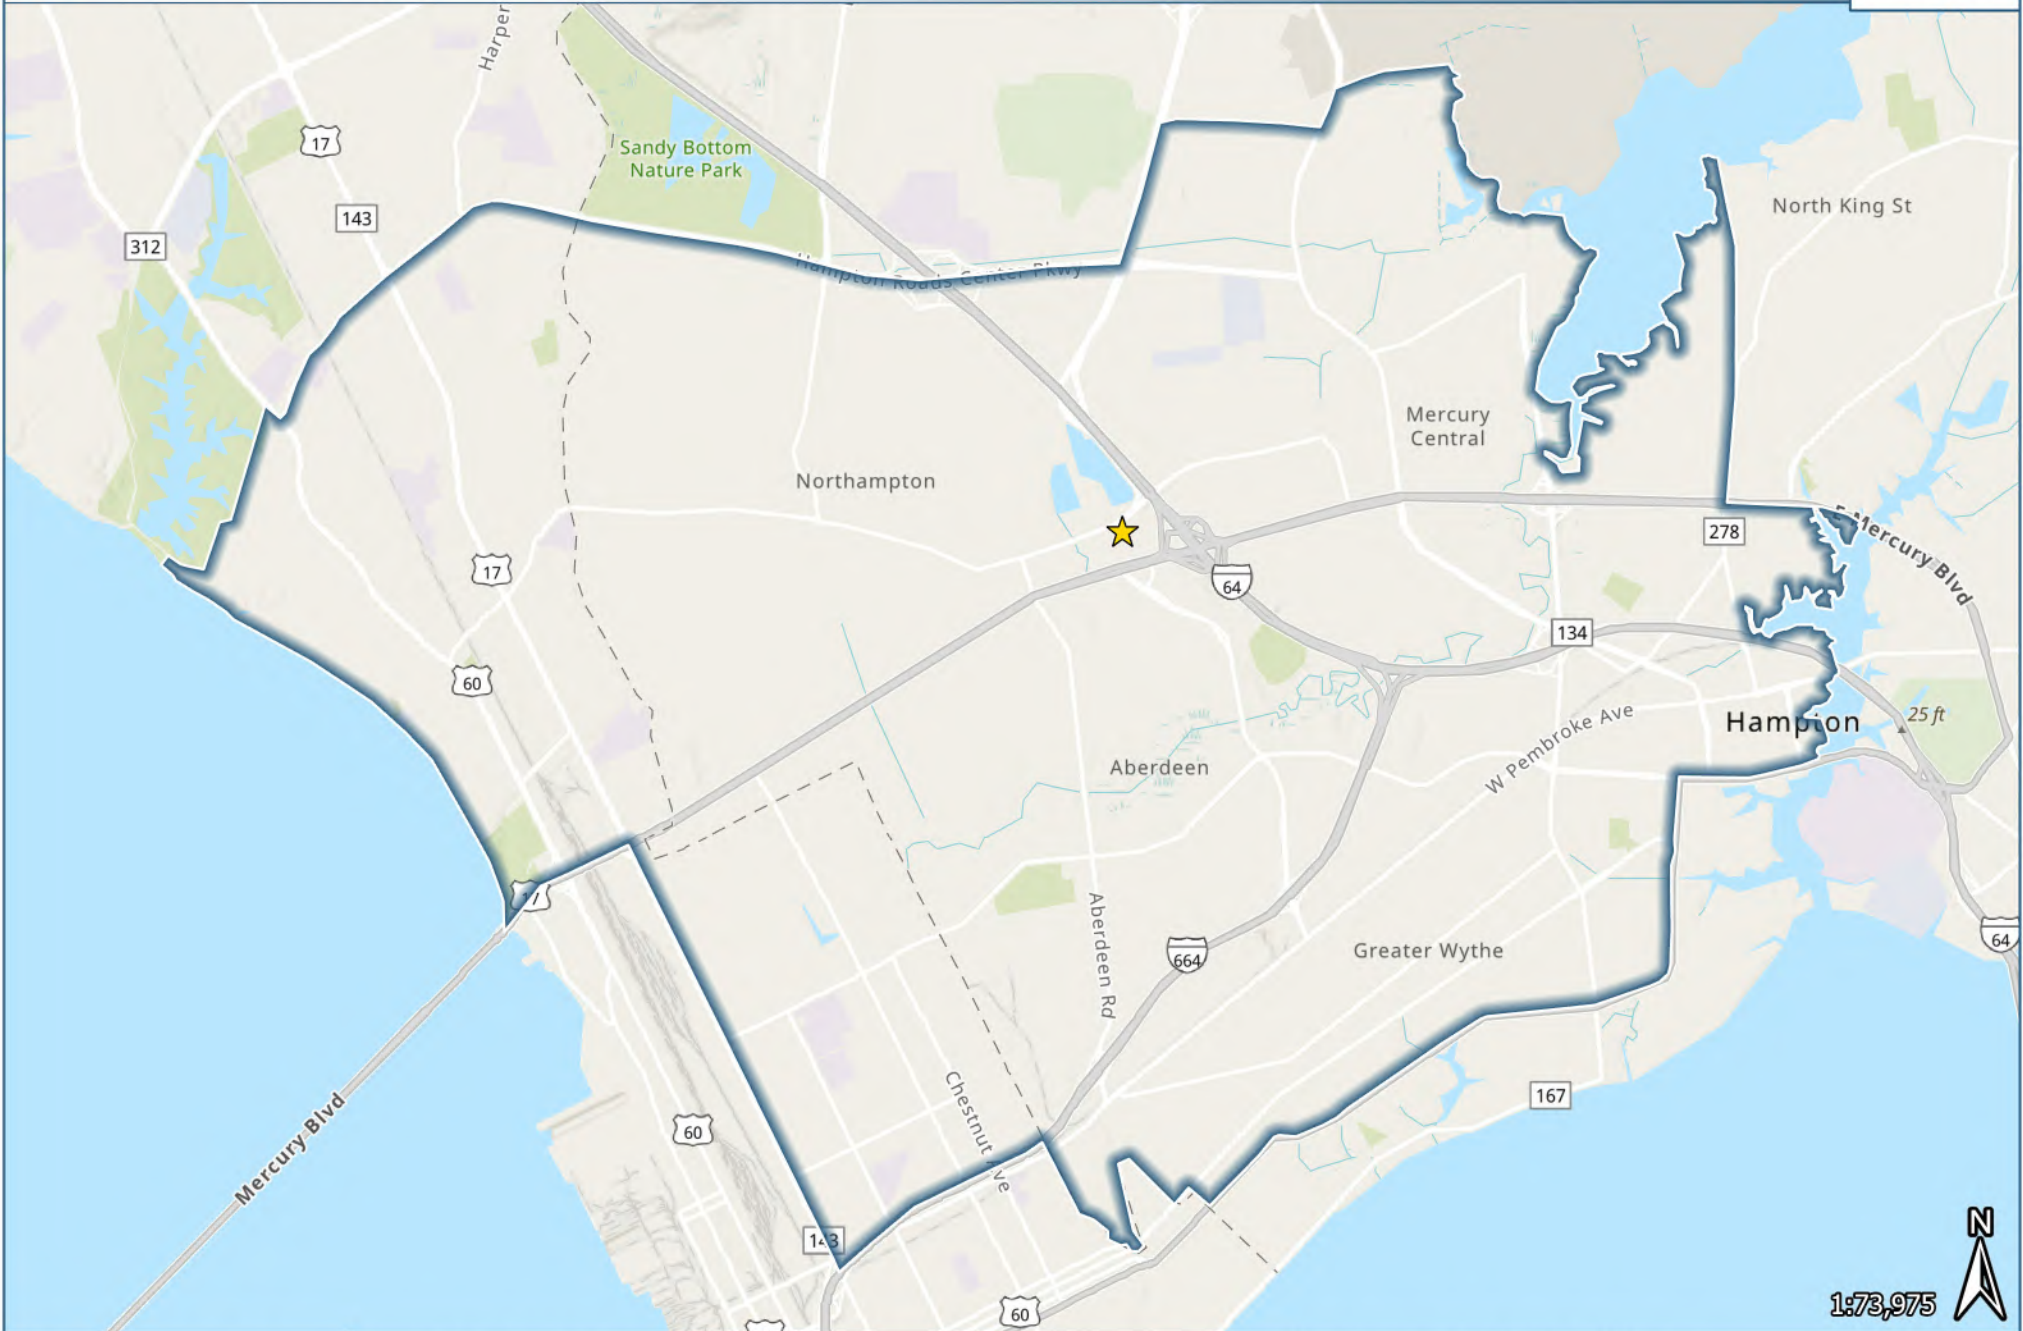 Harper
17
Sandy Bottom
Nature Park
North King St
143
312
Hampton Roads Center Pkwy
Mercury
Central
Northampton
E Mercury Blvd
278
17
64
134
60
W Pembroke Ave
Hampton
25 ft
Aberdeen
17
Aberdeen Rd
64
Greater Wythe
664
Chestnut Ave
167
Mercury Blvd
60
143
N
1:73,975
60